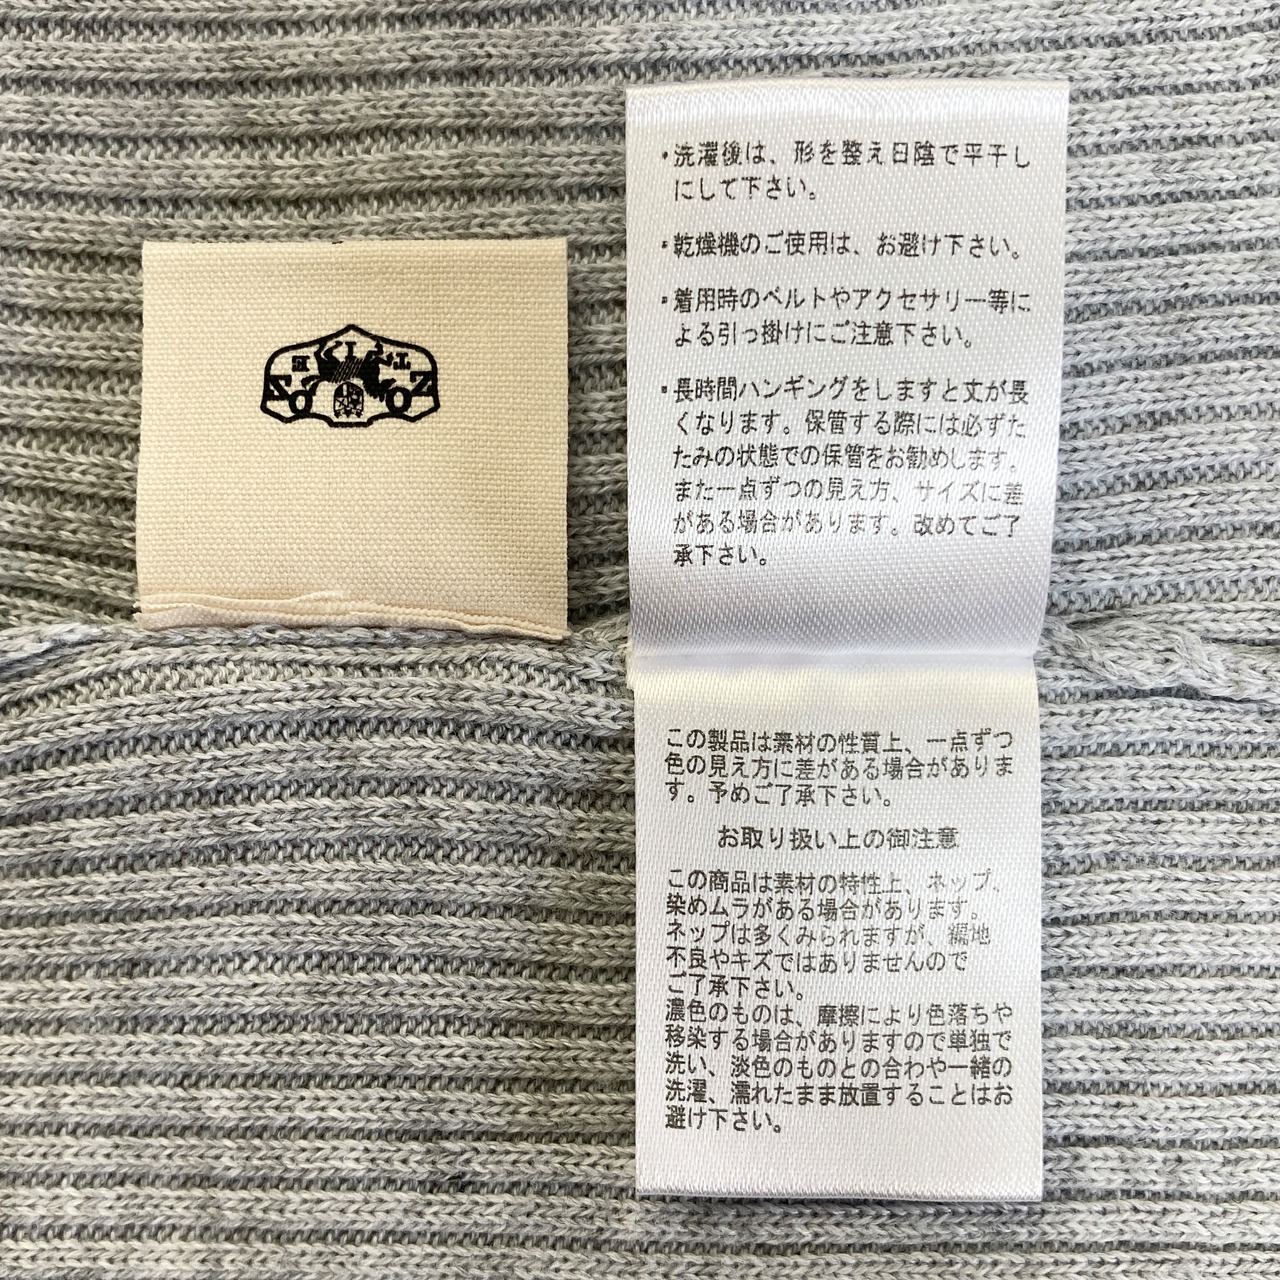 ・洗濯後は、形を整え日陰で平干し
にして下さい。
・乾燥機のご使用は、お避け下さい。
・着用時のベルトやアクセサリー等に
よる引っ掛けにご注意下さい。
・長時間ハンギングをしますと丈が長
くなります。保管する際には必ずた
たみの状態での保管をお勧めします。
また一点ずつの見え方、サイズに差
がある場合があります。改めてご了
承下さい。
この製品は素材の性質上、一点ずつ
色の見え方に差がある場合がありま
す。予めご了承下さい。
お取り扱い上の御注意
この商品は素材の特性上、ネップ、
染めムラがある場合があります。
ネップは多くみられますが、編地
不良やキズではありませんので
ご了承下さい。
濃色のものは、摩擦により色落ちや
移染する場合がありますので単独で
洗い、淡色のものとの合わや一緒の
洗濯、濡れたまま放置することはお
避け下さい。